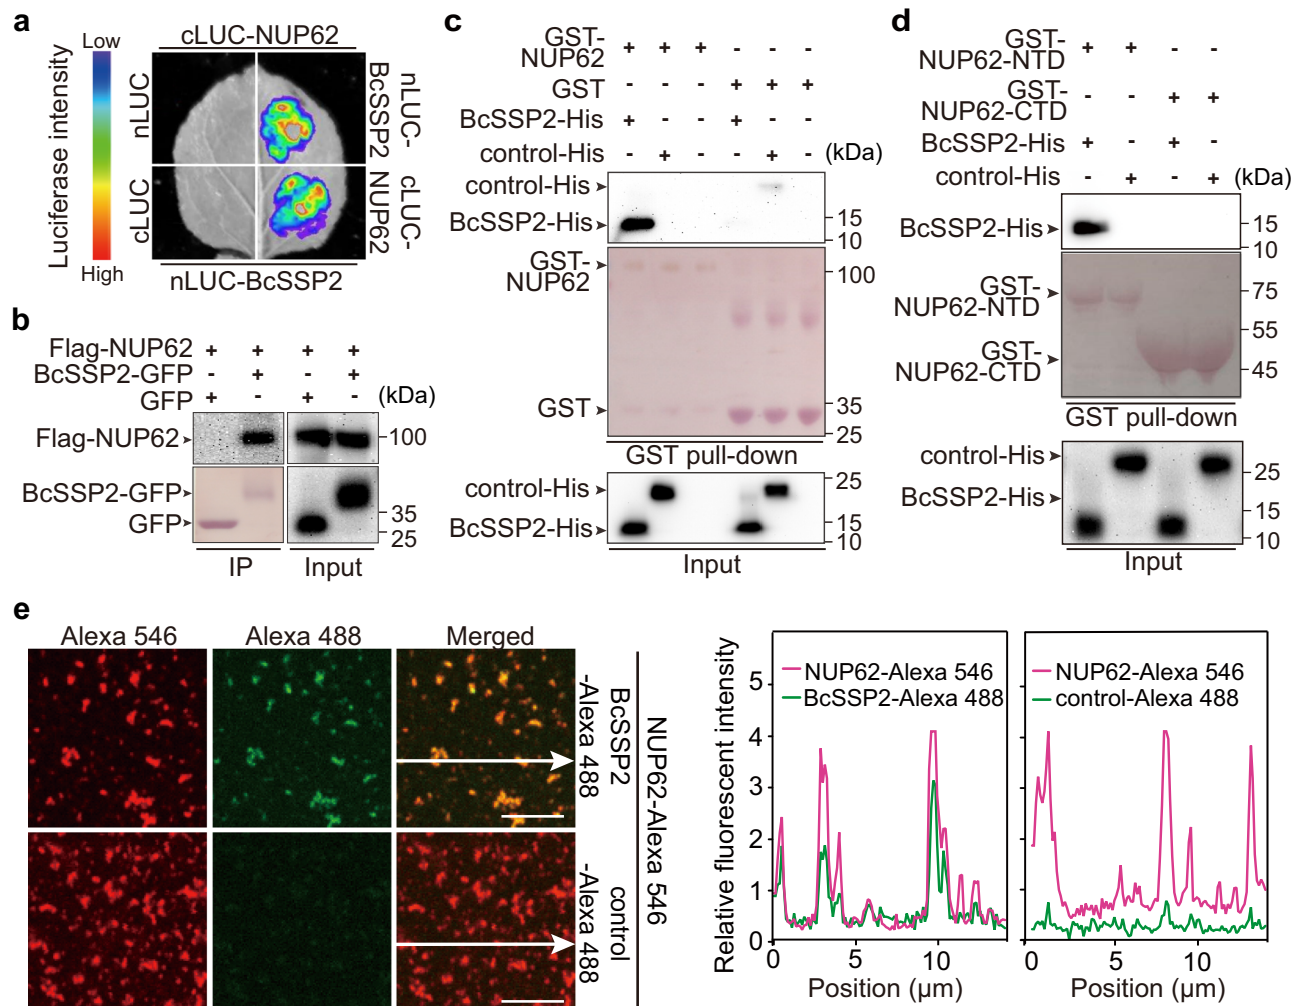 a
cLUC-NUP62
Low
Luciferase intensity
High
nLUC
cLUC
nLUC-
BcSSP2
cLUC-
NUP62
nLUC-BcSSP2
b
Flag-NUP62 + + + +
BcSSP2-GFP - + - +
GFP + - + - (kDa)
Flag-NUP62 100
BcSSP2-GFP
GFP
35
25
IP Input
c
GST-
NUP62 + + + - - -
GST - - - + + +
BcSSP2-His + - - + - -
control-His - + - - + - (kDa)
control-His
BcSSP2-His 15
10
GST-
NUP62
100
GST 35
25
GST pull-down
control-His 25
BcSSP2-His 15
10
Input
d
GST-
NUP62-NTD + + - -
GST-
NUP62-CTD - - + +
BcSSP2-His + - + -
control-His - + - + (kDa)
BcSSP2-His 15
10
GST-
NUP62-NTD
75
55
GST-
NUP62-CTD
45
GST pull-down
control-His 25
BcSSP2-His
15
10
Input
e
Alexa 546 Alexa 488 Merged
BcSSP2
-Alexa 488
control
-Alexa 488
NUP62-Alexa 546
Relative fluorescent intensity
5
4
3
2
1
0
NUP62-Alexa 546
BcSSP2-Alexa 488
0 5 10
Position (μm)
NUP62-Alexa 546
control-Alexa 488
0 5 10
Position (μm)